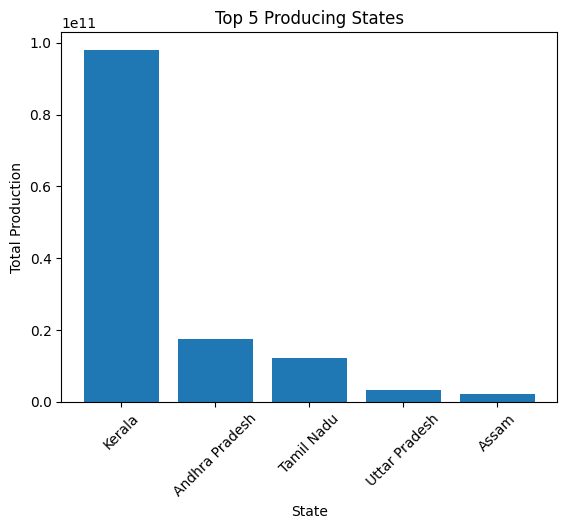 Top 5 Producing States
1e11
1.0
0.8
0.6
0.4
0.2
0.0
Total Production
Kerala
Andhra Pradesh
Tamil Nadu
Uttar Pradesh
Assam
State